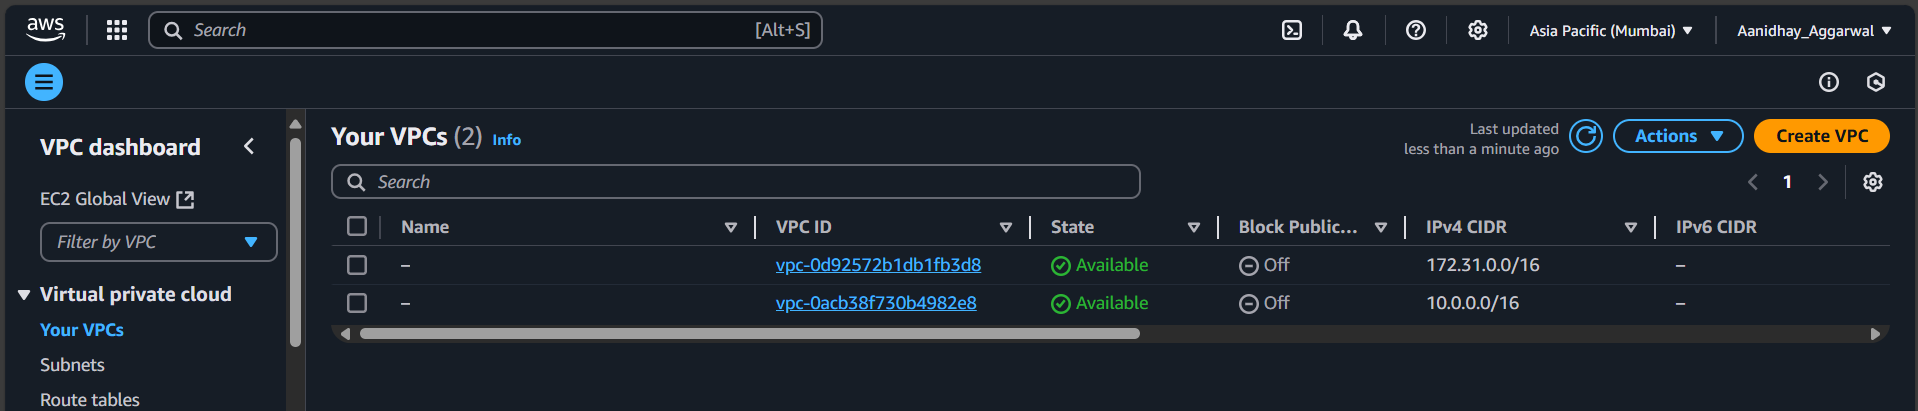 aws Search [Alt+S] Asia Pacific (Mumbai) Aanidhay_Aggarwal
VPC dashboard
EC2 Global View
Filter by VPC
Virtual private cloud
Your VPCs
Subnets
Route tables
Your VPCs (2) Info
Last updated
less than a minute ago
Actions
Create VPC
Search
1
Name VPC ID State Block Public... IPv4 CIDR IPv6 CIDR
– vpc-0d92572b1db1fb3d8 Available Off 172.31.0.0/16 –
– vpc-0acb38f730b4982e8 Available Off 10.0.0.0/16 –